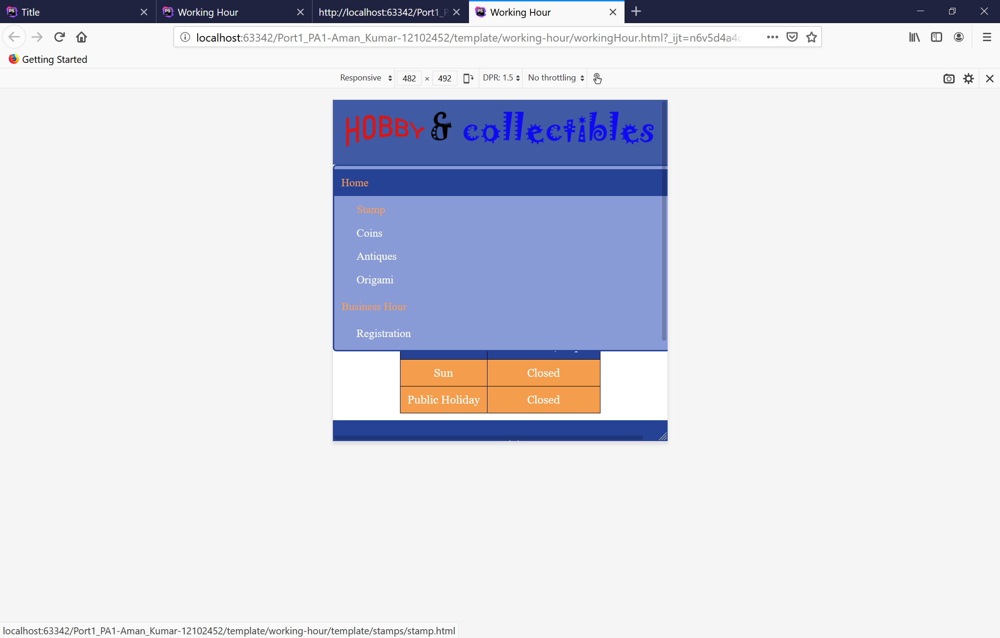 Title
Working Hour
http://localhost:63342/Port1_P
Working Hour
localhost:63342/Port1_PA1-Aman_Kumar-12102452/template/working-hour/workingHour.html?_ijt=n6v5d4a4
Getting Started
Responsive 482 × 492 DPR: 1.5 No throttling
HOBBY & collectibles
Home
Stamp
Coins
Antiques
Origami
Business Hour
Registration
Sun Closed
Public Holiday Closed
localhost:63342/Port1_PA1-Aman_Kumar-12102452/template/working-hour/template/stamps/stamp.html